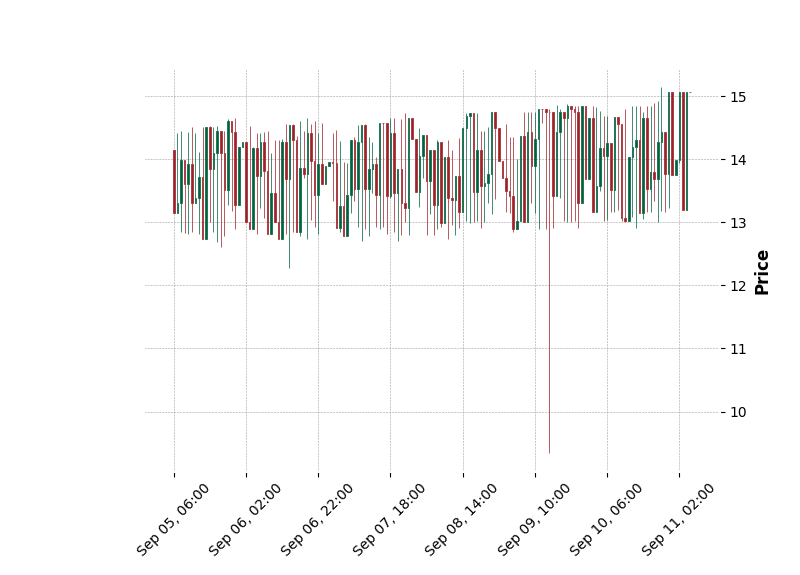 15
14
13
12
11
10
Price
Sep 05, 06:00
Sep 06, 02:00
Sep 06, 22:00
Sep 07, 18:00
Sep 08, 14:00
Sep 09, 10:00
Sep 10, 06:00
Sep 11, 02:00